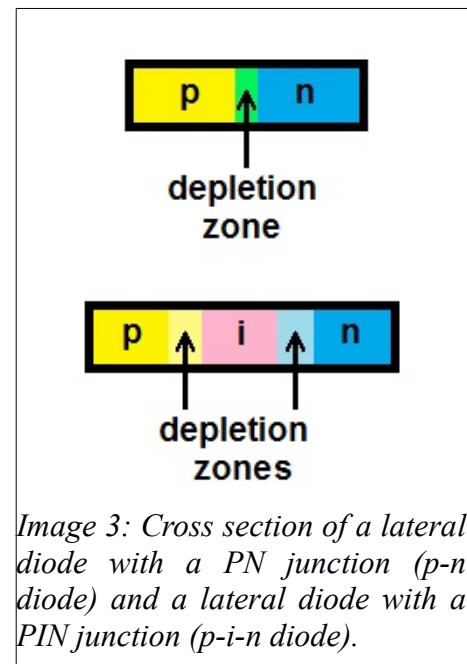 p n
depletion
zone
p i n
depletion
zones
Image 3: Cross section of a lateral
diode with a PN junction (p-n
diode) and a lateral diode with a
PIN junction (p-i-n diode).